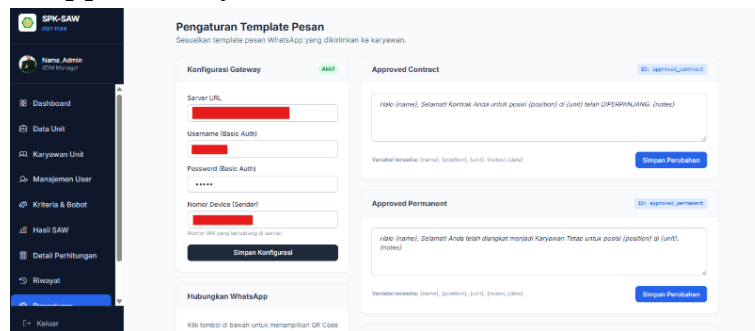 SPK-SAW
Nama Admin
SDM Manager
Dashboard
Data Unit
Karyawan Unit
Manajemen User
Kriteria & Bobot
Hasil SAW
Detail Perhitungan
Riwayat
Pengaturan
Keluar
Pengaturan Template Pesan
Sesuaikan template pesan WhatsApp yang dikirimkan ke karyawan.
Konfigurasi Gateway
Aktif
Server URL
Username (Basic Auth)
Password (Basic Auth)
•••••
Nomor Device (Sender)
Nomor WA yang terhubung di server.
Simpan Konfigurasi
Hubungkan WhatsApp
Klik tombol di bawah untuk menampilkan QR Code
Approved Contract
ID: approved_contract
Halo {name}, Selamat! Kontrak Anda untuk posisi {position} di {unit} telah DIPERPANJANG. {notes}
Variabel tersedia: {name}, {position}, {unit}, {notes}, {date}
Simpan Perubahan
Approved Permanent
ID: approved_permanent
Halo {name}, Selamat! Anda telah diangkat menjadi Karyawan Tetap untuk posisi {position} di {unit}.
{notes}
Variabel tersedia: {name}, {position}, {unit}, {notes}, {date}
Simpan Perubahan